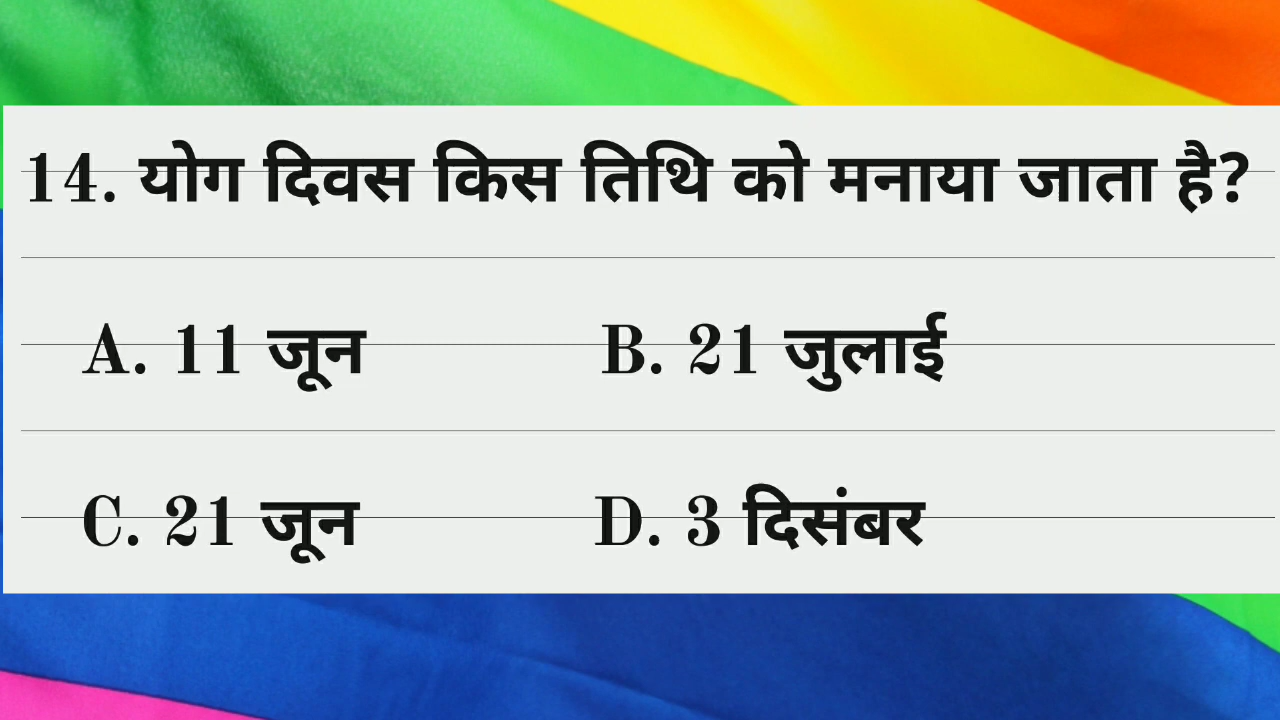 14. योग दिवस किस तिथि को मनाया जाता है?
A. 11 जून B. 21 जुलाई
C. 21 जून D. 3 दिसंबर